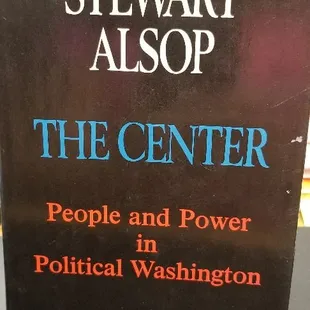 STEWART
ALSOP
THE CENTER
People and Power
in
Political Washington